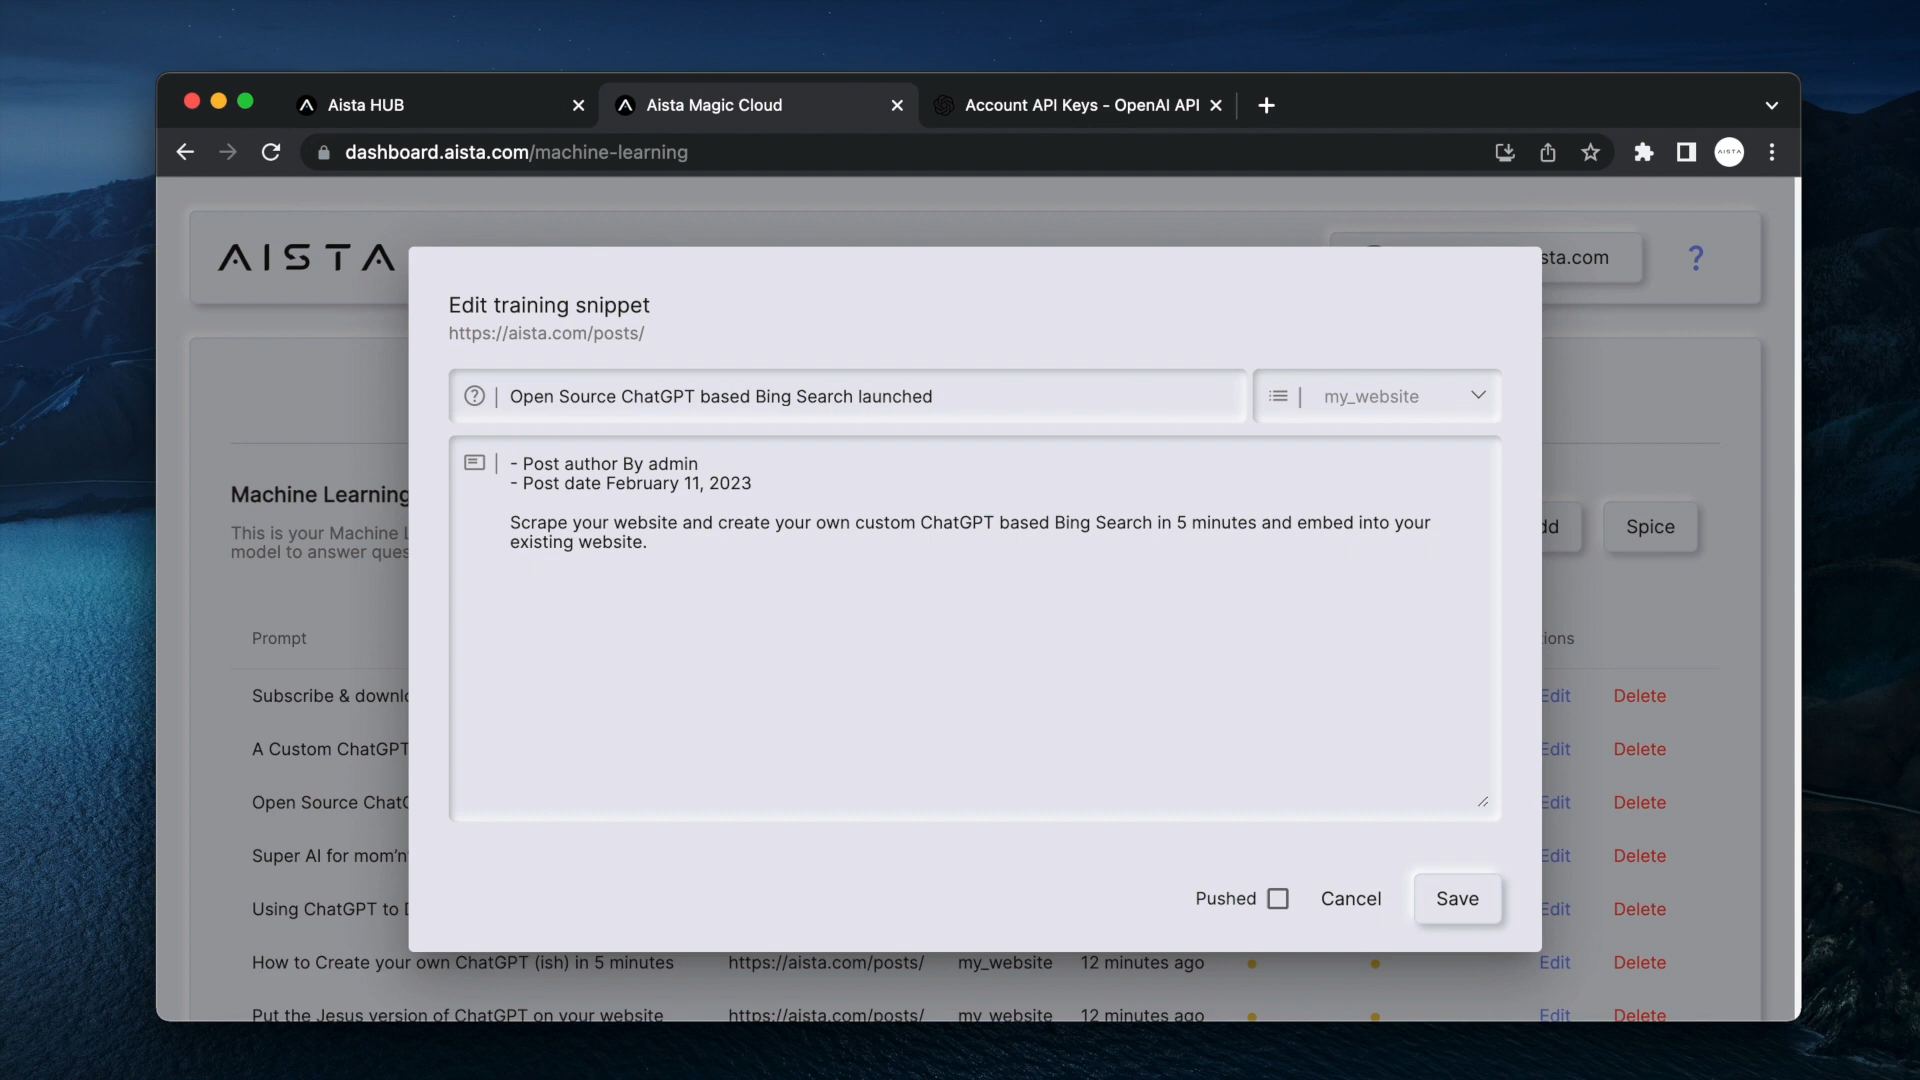 Aista HUB
Aista Magic Cloud
Account API Keys - OpenAI API
dashboard.aista.com/machine-learning
AISTA
AISTA
sta.com
?
Edit training snippet
https://aista.com/posts/
Open Source ChatGPT based Bing Search launched
my_website
- Post author By admin
- Post date February 11, 2023
Scrape your website and create your own custom ChatGPT based Bing Search in 5 minutes and embed into your
existing website.
Pushed
Cancel
Save
Machine Learning
This is your Machine L
model to answer ques
dd
Spice
Prompt
ions
Subscribe & downlo
Edit
Delete
A Custom ChatGPT
Edit
Delete
Open Source ChatG
Edit
Delete
Super AI for mom'n'
Edit
Delete
Using ChatGPT to D
Edit
Delete
How to Create your own ChatGPT (ish) in 5 minutes
https://aista.com/posts/
my_website
12 minutes ago
Edit
Delete
Put the Jesus version of ChatGPT on your website
https://aista.com/posts/
my_website
12 minutes ago
Edit
Delete